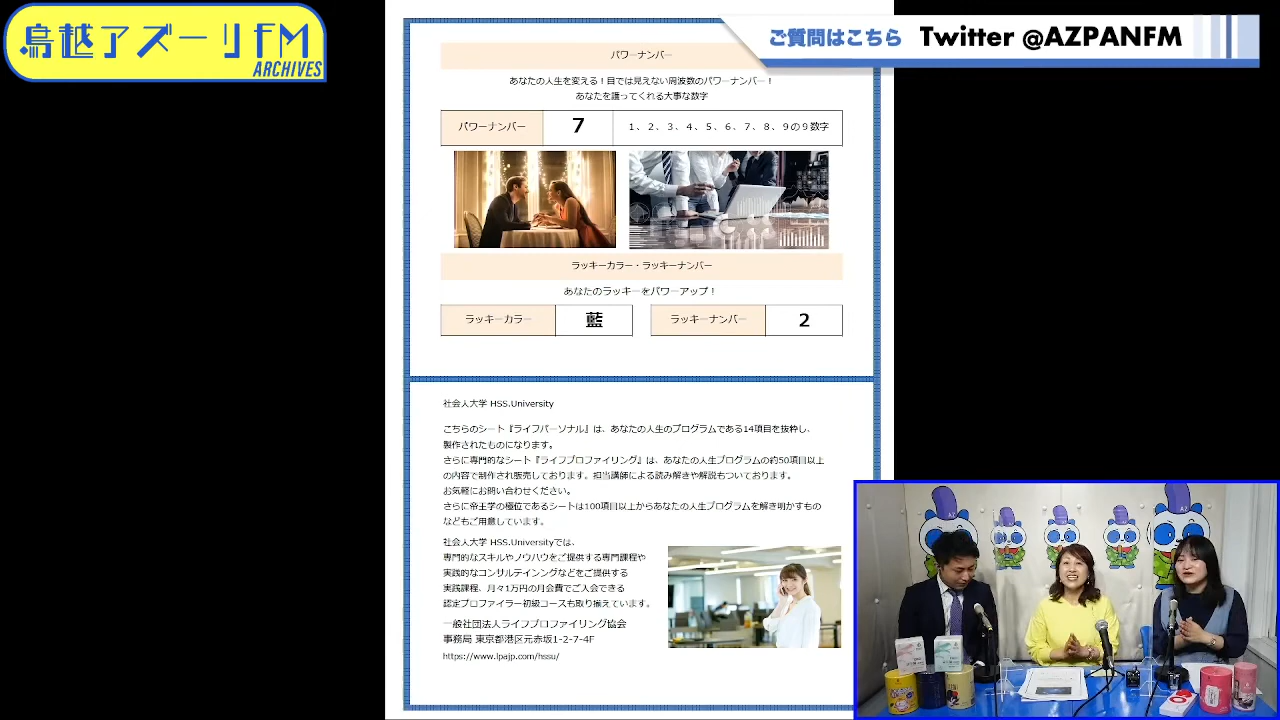 鳥越アズーリFM
ARCHIVES
ご質問はこちら Twitter @AZPANFM
パワーナンバー
あなたの人生を変える！目では見えない周波数のパワーナンバー！
あなたを護ってくれる大事な数字
パワーナンバー 7 1、2、3、4、5、6、7、8、9の9数字
ラッキーカラー・ラッキーナンバー
あなたのラッキーをパワーアップ！
ラッキーカラー 藍 ラッキーナンバー 2
社会人大学 HSS.University
こちらのシート『ライフパーソナル』は、あなたの人生のプログラムである14項目を抜粋し、
製作されたものになります。
さらに専門的なシート『ライフプロファイリング』は、あなたの人生プログラムの約50項目以上
の内容で制作され販売しております。担当講師による読み解きや解説もついております。
お気軽にお問い合わせください。
さらに帝王学の極位であるシートは100項目以上からあなたの人生プログラムを解き明かすもの
などもご用意しています。
社会人大学 HSS.Universityでは、
専門的なスキルやノウハウをご提供する専門課程や
実践的なコンサルテイングなどをご提供する
実践課程、月々1万円の月会費でご入会できる
認定プロファイラー初級コースも取り揃えています。
一般社団法人ライフプロファイリング協会
事務局 東京都港区元赤坂1-2-7-4F
https://www.lpajp.com/hssu/